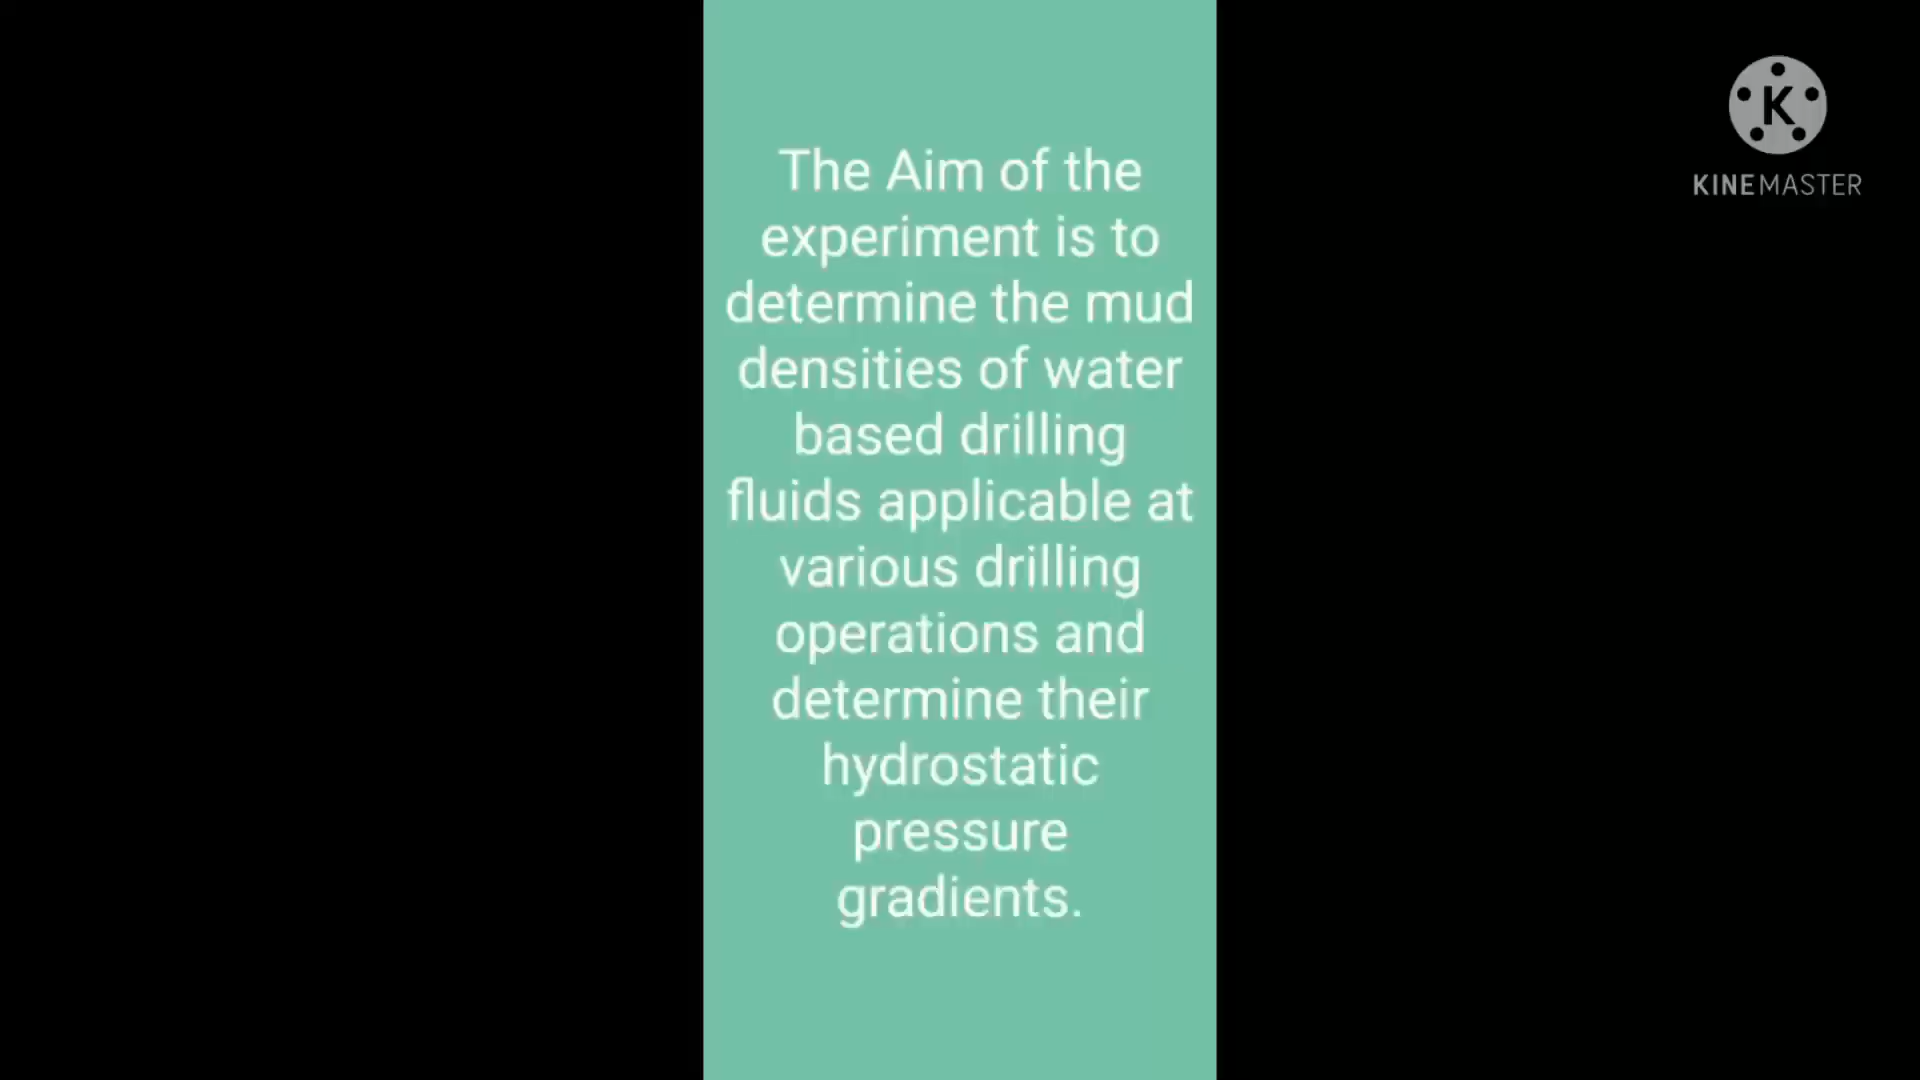 The Aim of the
experiment is to
determine the mud
densities of water
based drilling
fluids applicable at
various drilling
operations and
determine their
hydrostatic
pressure
gradients.
K
KINEMASTER